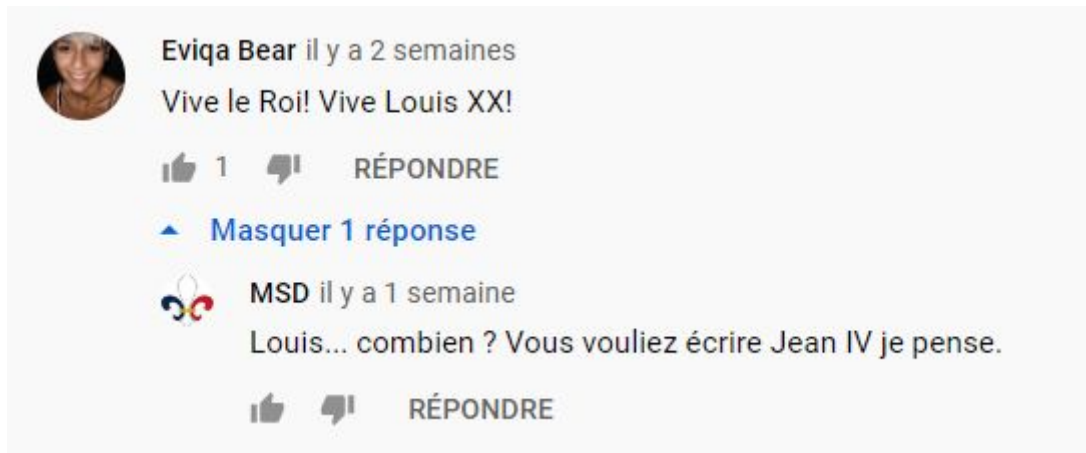 Eviqa Bear il y a 2 semaines
Vive le Roi! Vive Louis XX!
1 RÉPONDRE
Masquer 1 réponse
MSD il y a 1 semaine
Louis... combien ? Vous vouliez écrire Jean IV je pense.
RÉPONDRE